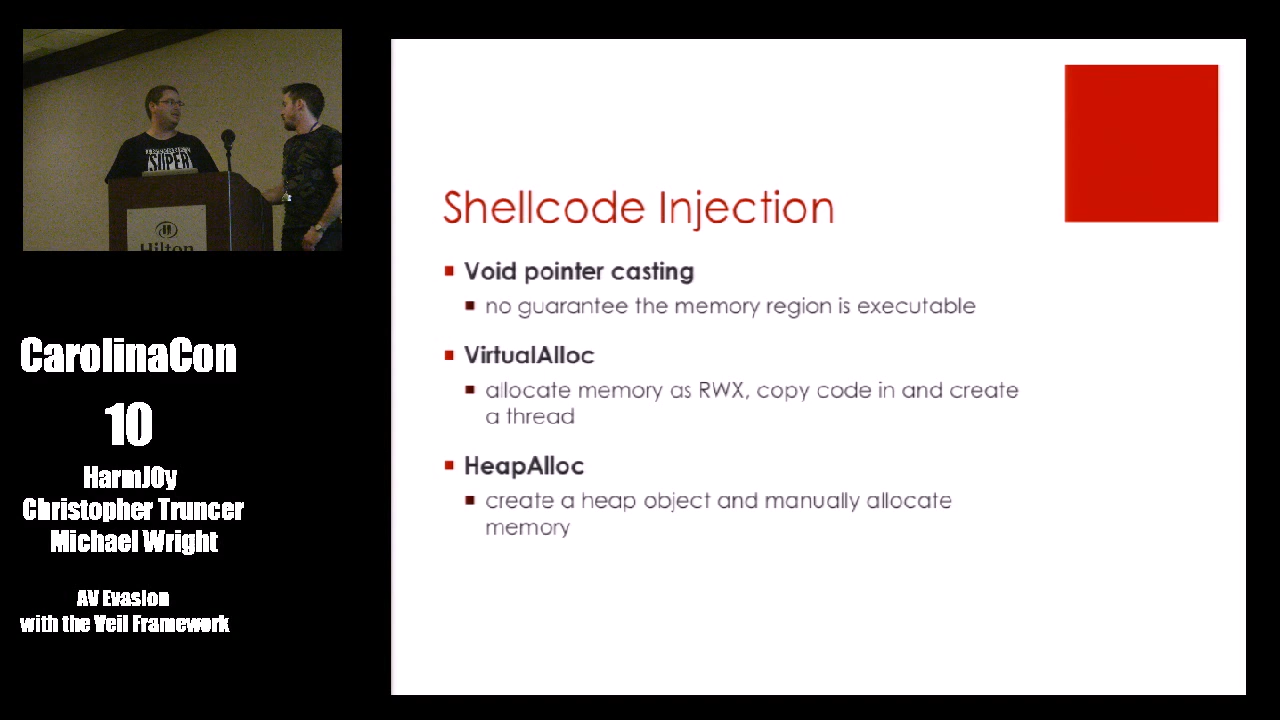 SUPER
Hilton
CarolinaCon
10
HarmJ0y
Christopher Truncer
Michael Wright
AV Evasion
with the Veil Framework
Shellcode Injection
Void pointer casting
no guarantee the memory region is executable
VirtualAlloc
allocate memory as RWX, copy code in and create
a thread
HeapAlloc
create a heap object and manually allocate
memory